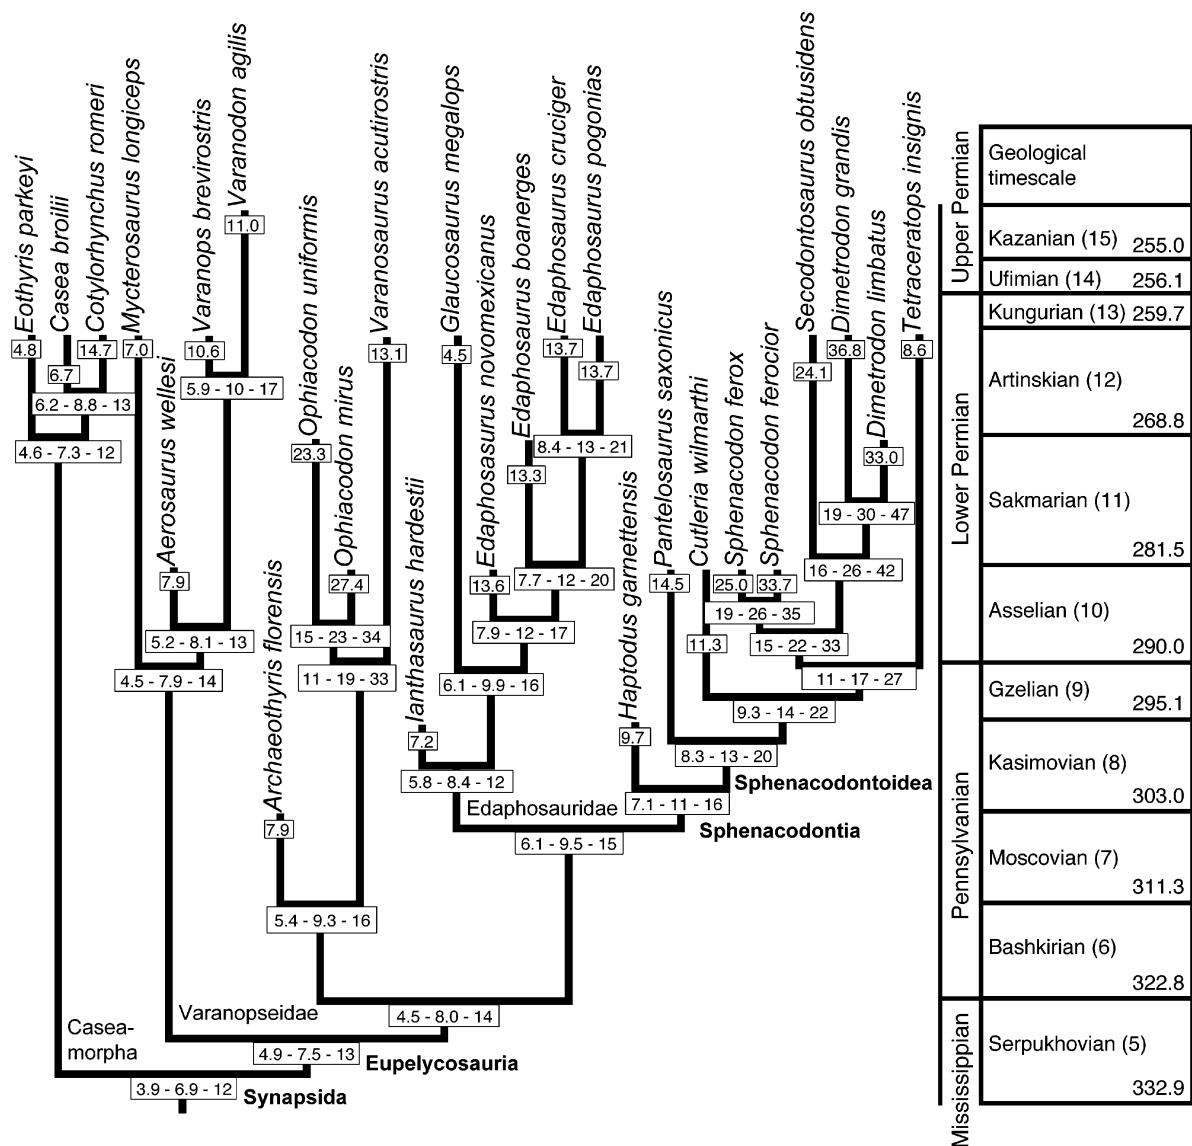 Eothyris parkeyi
Casea broilii
Cotylorhynchus romeri
Mycterosaurus longiceps
Aerosaurus wellesi
Varanops brevirostris
Varanodon agilis
Archaeothyris florensis
Ophiacodon uniformis
Ophiacodon mirus
Varanosaurus acutirostris
Ianthasaurus hardestii
Glaucosaurus megalops
Edaphosasurus novomexicanus
Edaphosaurus boanerges
Edaphosaurus cruciger
Edaphosaurus pogonias
Haptodus garnettensis
Pantelosaurus saxonicus
Cutleria wilmarthi
Sphenacodon ferox
Sphenacodon ferocior
Secodontosaurus obtusidens
Dimetrodon grandis
Dimetrodon limbatus
Tetraceratops insignis
11.0
4.8
14.7
7.0
10.6
13.1
4.5
13.7
36.8
8.6
6.7
13.7
24.1
5.9 - 10 - 17
6.2 - 8.8 - 13
4.6 - 7.3 - 12
23.3
8.4 - 13 - 21
33.0
13.3
19 - 30 - 47
7.9
27.4
13.6
7.7 - 12 - 20
14.5
25.0
33.7
16 - 26 - 42
19 - 26 - 35
5.2 - 8.1 - 13
15 - 23 - 34
7.9 - 12 - 17
11.3
15 - 22 - 33
4.5 - 7.9 - 14
11 - 19 - 33
6.1 - 9.9 - 16
11 - 17 - 27
9.3 - 14 - 22
7.2
9.7
8.3 - 13 - 20
5.8 - 8.4 - 12
Sphenacodontoidea
Edaphosauridae
7.1 - 11 - 16
7.9
Sphenacodontia
6.1 - 9.5 - 15
5.4 - 9.3 - 16
Varanopseidae
4.5 - 8.0 - 14
Casea-
morpha
4.9 - 7.5 - 13
Eupelycosauria
3.9 - 6.9 - 12
Synapsida
Upper Permian
Lower Permian
Pennsylvanian
Mississippian
Geological
timescale
Kazanian (15) 255.0
Ufimian (14) 256.1
Kungurian (13) 259.7
Artinskian (12)
268.8
Sakmarian (11)
281.5
Asselian (10)
290.0
Gzelian (9)
295.1
Kasimovian (8)
303.0
Moscovian (7)
311.3
Bashkirian (6)
322.8
Serpukhovian (5)
332.9